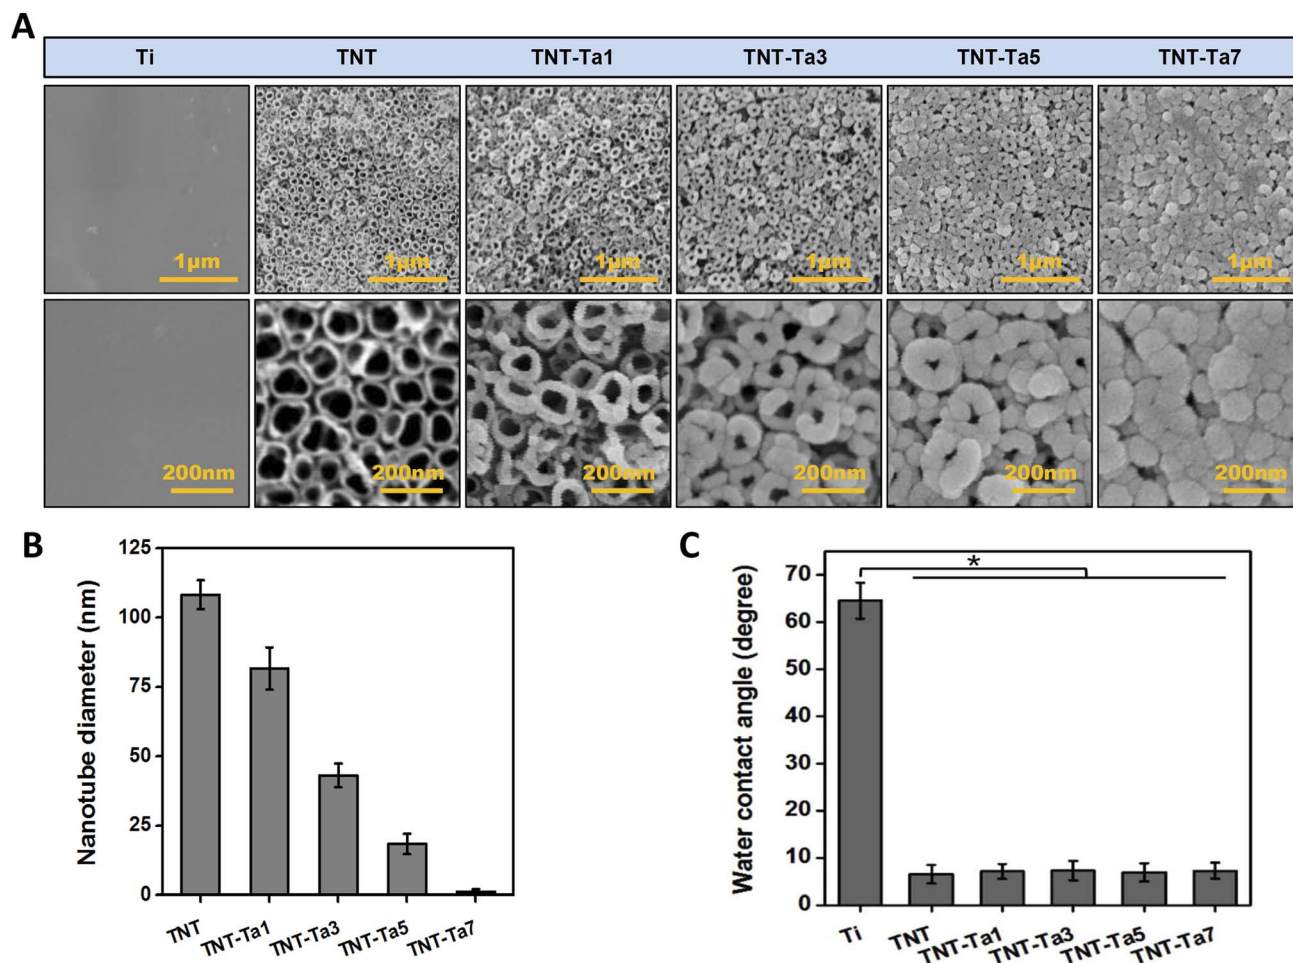 A
Ti TNT TNT-Ta1 TNT-Ta3 TNT-Ta5 TNT-Ta7
1μm 1μm 1μm 1μm 1μm 1μm
200nm 200nm 200nm 200nm 200nm 200nm
B
Nanotube diameter (nm)
125
100
75
50
25
0
TNT TNT-Ta1 TNT-Ta3 TNT-Ta5 TNT-Ta7
C
Water contact angle (degree)
70
60
50
40
30
20
10
0
*
Ti TNT TNT-Ta1 TNT-Ta3 TNT-Ta5 TNT-Ta7